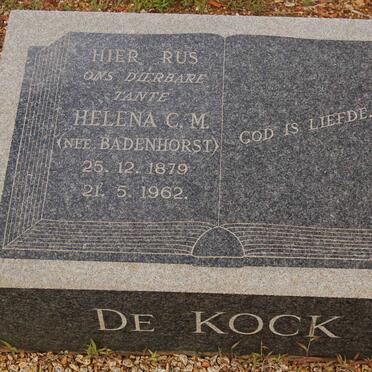 HIER RUS
ONS DIERBARE
TANTE
HELENA C. M.
(NEE BADENHORST)
25. 12. 1879
21. 5. 1962.
GOD IS LIEFDE.
DE KOCK